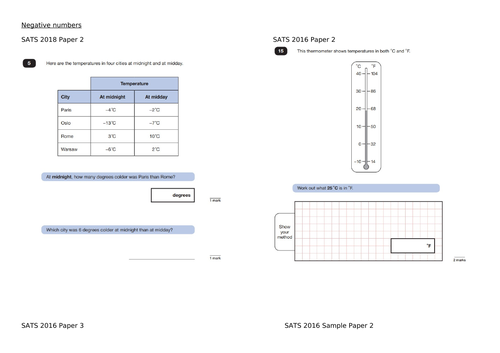 Negative numbers
SATS 2018 Paper 2
5
Here are the temperatures in four cities at midnight and at midday.
Temperature
City At midnight At midday
Paris –4°C –2°C
Oslo –13°C –7°C
Rome 3°C 10°C
Warsaw –6°C 2°C
At midnight, how many degrees colder was Paris than Rome?
degrees
1 mark
Which city was 6 degrees colder at midnight than at midday?
1 mark
SATS 2016 Paper 3
SATS 2016 Paper 2
15
This thermometer shows temperatures in both °C and °F.
°C °F
40 104
30 86
20 68
10 50
0 32
–10 14
Work out what 25°C is in °F.
Show
your
method
°F
2 marks
SATS 2016 Sample Paper 2